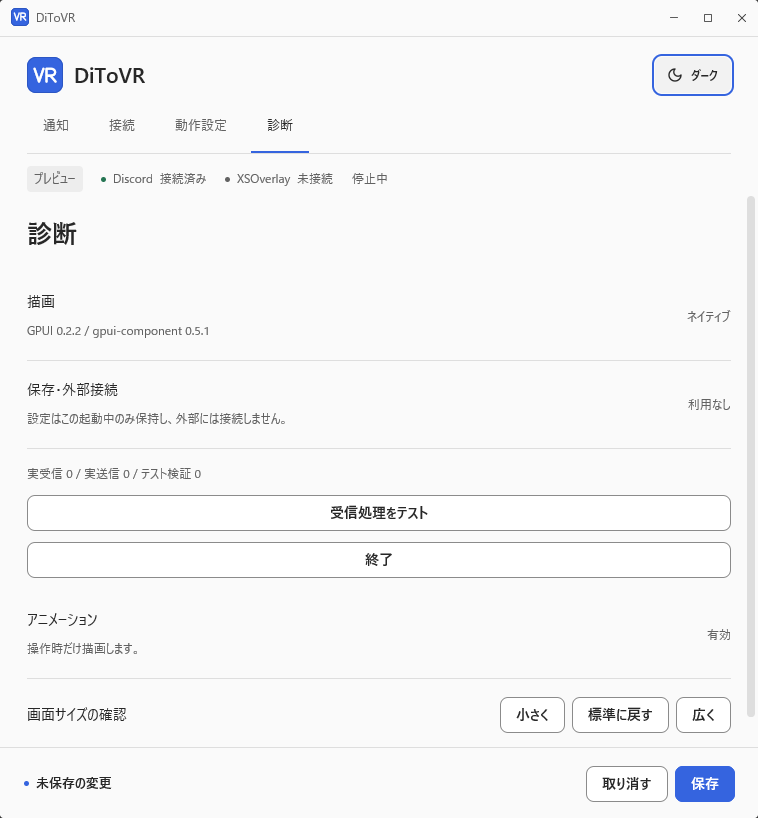 VR DiToVR
VR DiToVR
ダーク
通知 接続 動作設定 診断
プレビュー Discord 接続済み XSOverlay 未接続 停止中
診断
描画
GPUI 0.2.2 / gpui-component 0.5.1
ネイティブ
保存・外部接続
設定はこの起動中のみ保持し、外部には接続しません。
利用なし
実受信 0 / 実送信 0 / テスト検証 0
受信処理をテスト
終了
アニメーション
操作時だけ描画します。
有効
画面サイズの確認 小さく 標準に戻す 広く
未保存の変更 取り消す 保存